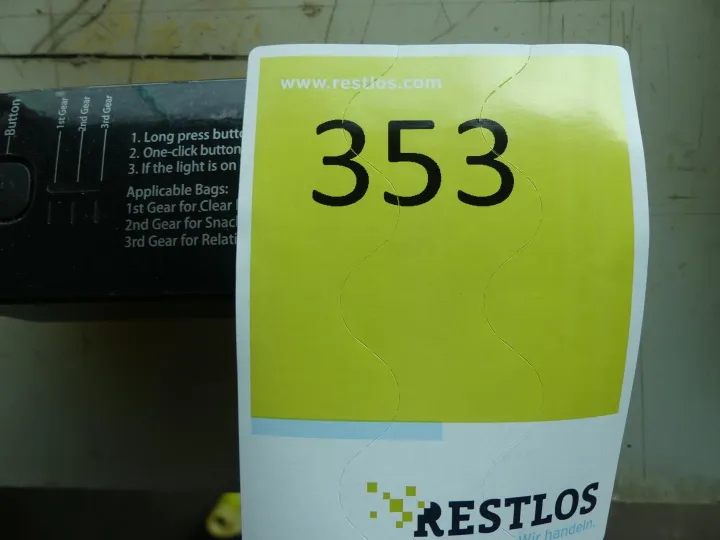 Button
1st Gear
2nd Gear
3rd Gear
1. Long press butto
2. One-click button
3. If the light is on
Applicable Bags:
1st Gear for Clear
2nd Gear for Snac
3rd Gear for Relati
www.restlos.com
353
RESTLOS
Wir handeln.